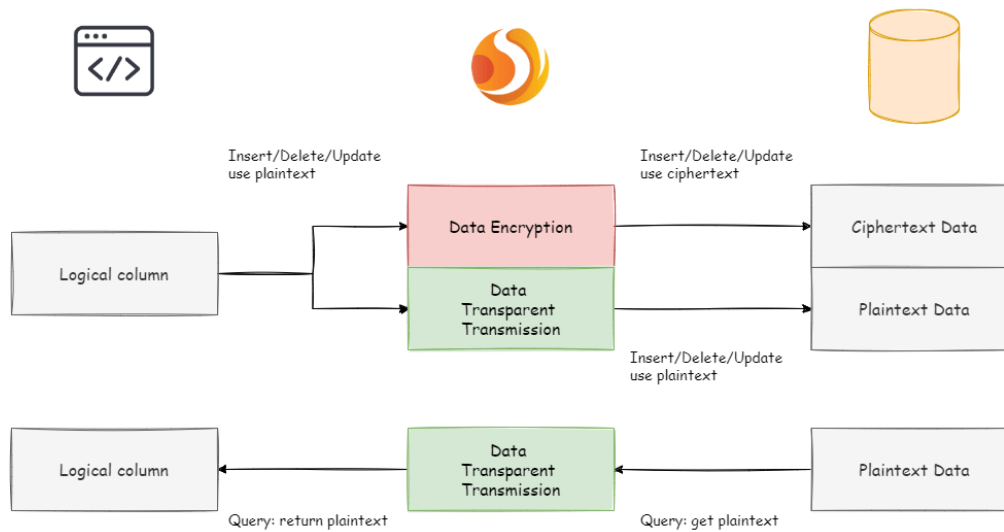 </>
Insert/Delete/Update
use plaintext
Insert/Delete/Update
use ciphertext
Logical column
Data Encryption
Ciphertext Data
Data
Transparent
Transmission
Plaintext Data
Insert/Delete/Update
use plaintext
Logical column
Data
Transparent
Transmission
Plaintext Data
Query: return plaintext
Query: get plaintext